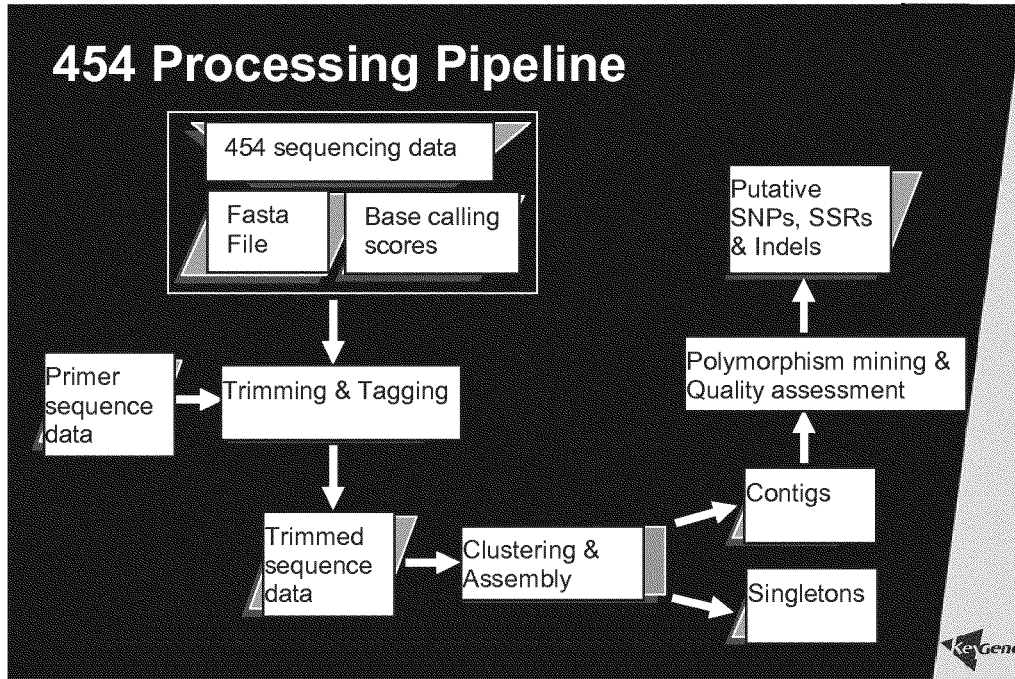 454 Processing Pipeline
454 sequencing data
Fasta
File
Base calling
scores
Putative
SNPs, SSRs
& Indels
Primer
sequence
data
Trimming & Tagging
Polymorphism mining &
Quality assessment
Trimmed
sequence
data
Clustering &
Assembly
Contigs
Singletons
KeyGene